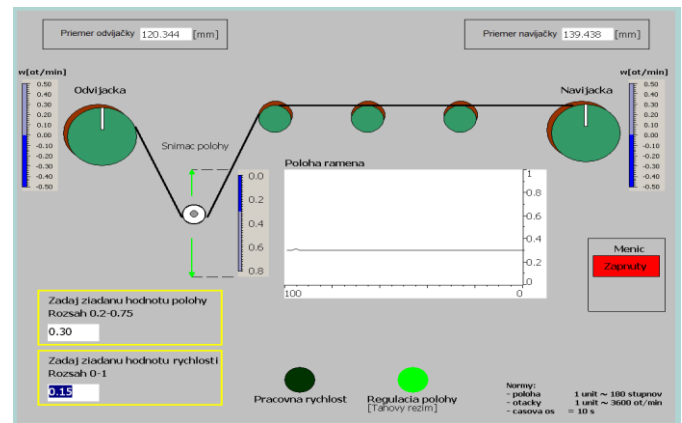 Priemer odvíjačky 120.344 [mm]
Priemer navijačky 139.438 [mm]
w[ot/min]
w[ot/min]
0.50
0.40
0.30
0.20
0.10
0.00
-0.10
-0.20
-0.30
-0.40
-0.50
Odvijacka
Navijacka
0.50
0.40
0.30
0.20
0.10
0.00
-0.10
-0.20
-0.30
-0.40
-0.50
Snimac polohy
0.0
0.2
0.4
0.6
0.8
Poloha ramena
1
0.8
0.6
0.4
0.2
0
100
0
Menic
Zapnuty
Zadaj ziadanu hodnotu polohy
Rozsah 0.2-0.75
0.30
Zadaj ziadanu hodnotu rychlosti
Rozsah 0-1
0.15
Pracovna rychlost
Regulacia polohy
[Tahovy rezim]
Normy:
- poloha 1 unit ~ 180 stupnov
- otacky 1 unit ~ 3600 ot/min
- casova os = 10 s